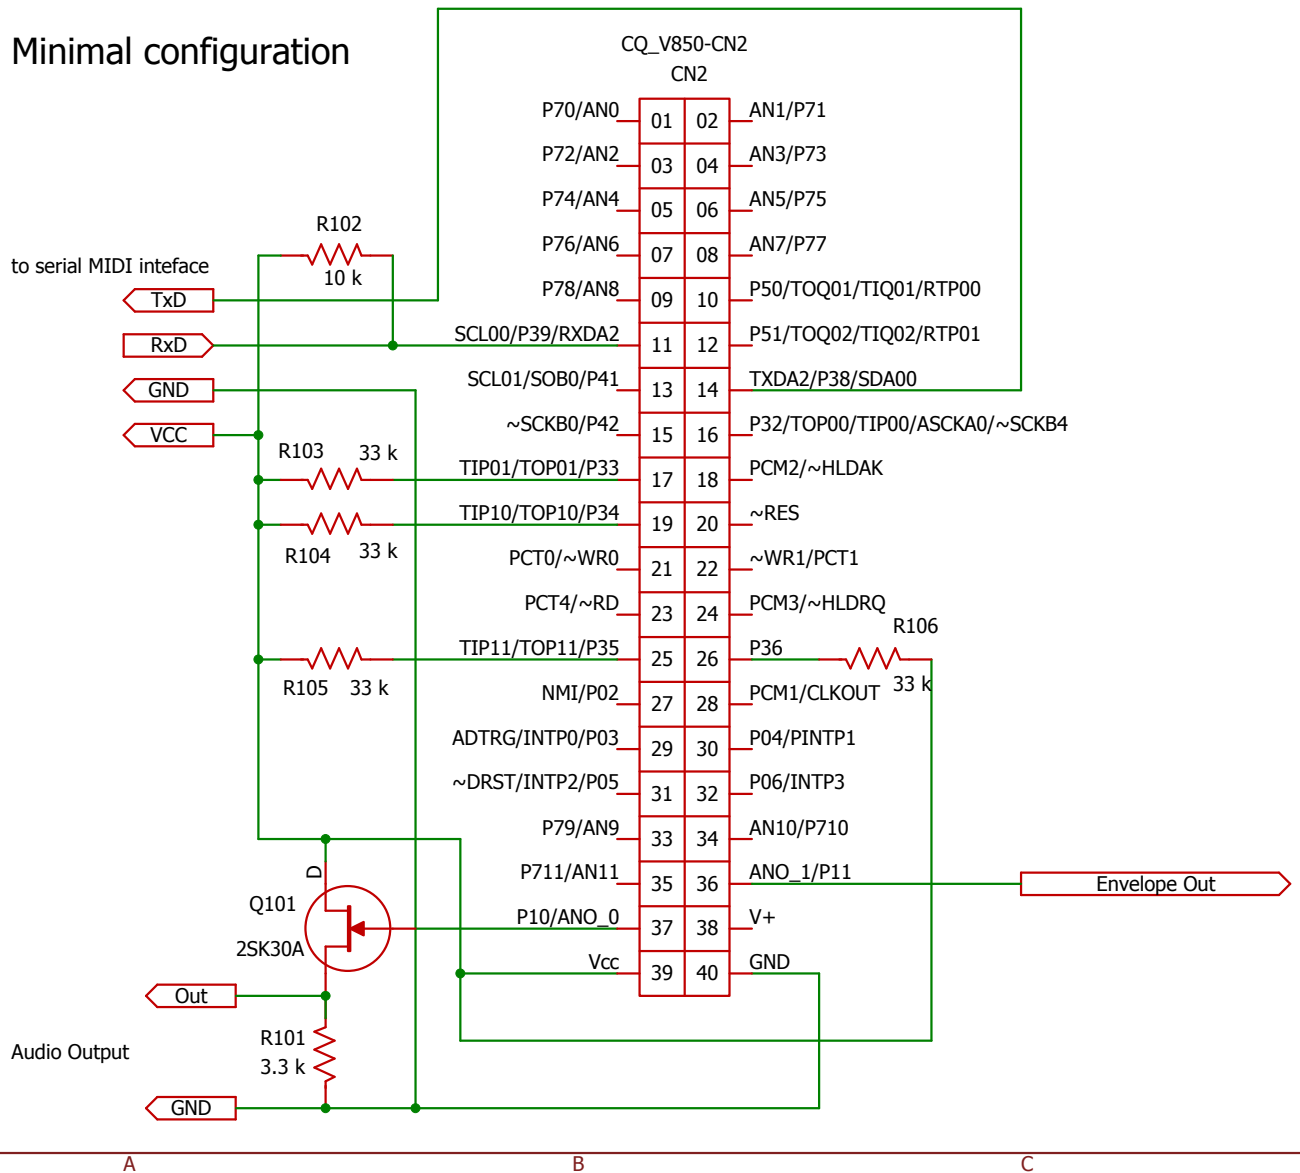 Minimal configuration
CQ_V850-CN2
CN2
P70/AN0 01 02 AN1/P71
P72/AN2 03 04 AN3/P73
P74/AN4 05 06 AN5/P75
R102
10 k
P76/AN6 07 08 AN7/P77
to serial MIDI inteface
TxD
P78/AN8 09 10 P50/TOQ01/TIQ01/RTP00
RxD
SCL00/P39/RXDA2 11 12 P51/TOQ02/TIQ02/RTP01
GND
SCL01/SOB0/P41 13 14 TXDA2/P38/SDA00
VCC
~SCKB0/P42 15 16 P32/TOP00/TIP00/ASCKA0/~SCKB4
R103 33 k
TIP01/TOP01/P33 17 18 PCM2/~HLDAK
TIP10/TOP10/P34 19 20 ~RES
R104 33 k
PCT0/~WR0 21 22 ~WR1/PCT1
PCT4/~RD 23 24 PCM3/~HLDRQ
R106
33 k
TIP11/TOP11/P35 25 26 P36
R105 33 k
NMI/P02 27 28 PCM1/CLKOUT
ADTRG/INTP0/P03 29 30 P04/PINTP1
~DRST/INTP2/P05 31 32 P06/INTP3
P79/AN9 33 34 AN10/P710
D
P711/AN11 35 36 ANO_1/P11
Envelope Out
Q101
2SK30A
P10/ANO_0 37 38 V+
Vcc 39 40 GND
Out
R101
3.3 k
Audio Output
GND
A B C